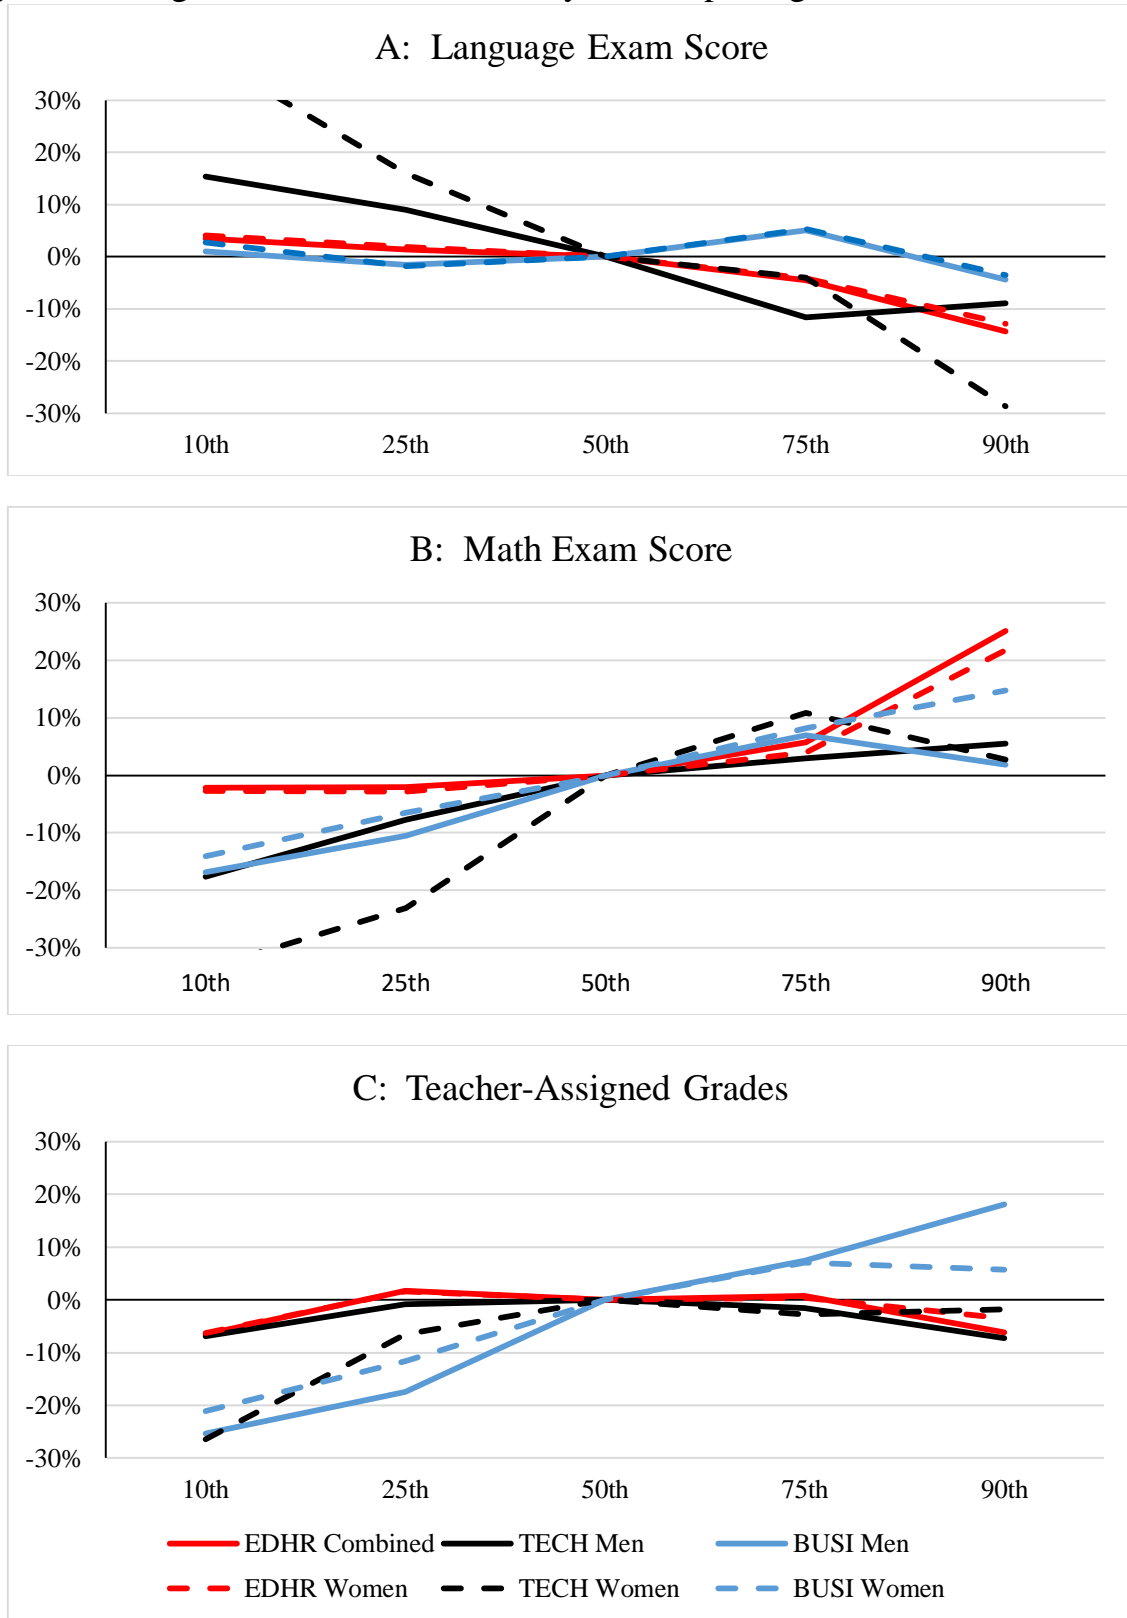 A: Language Exam Score
30%
20%
10%
0%
-10%
-20%
-30%
10th 25th 50th 75th 90th
B: Math Exam Score
30%
20%
10%
0%
-10%
-20%
-30%
10th 25th 50th 75th 90th
C: Teacher-Assigned Grades
30%
20%
10%
0%
-10%
-20%
-30%
10th 25th 50th 75th 90th
EDHR Combined TECH Men BUSI Men
EDHR Women TECH Women BUSI Women